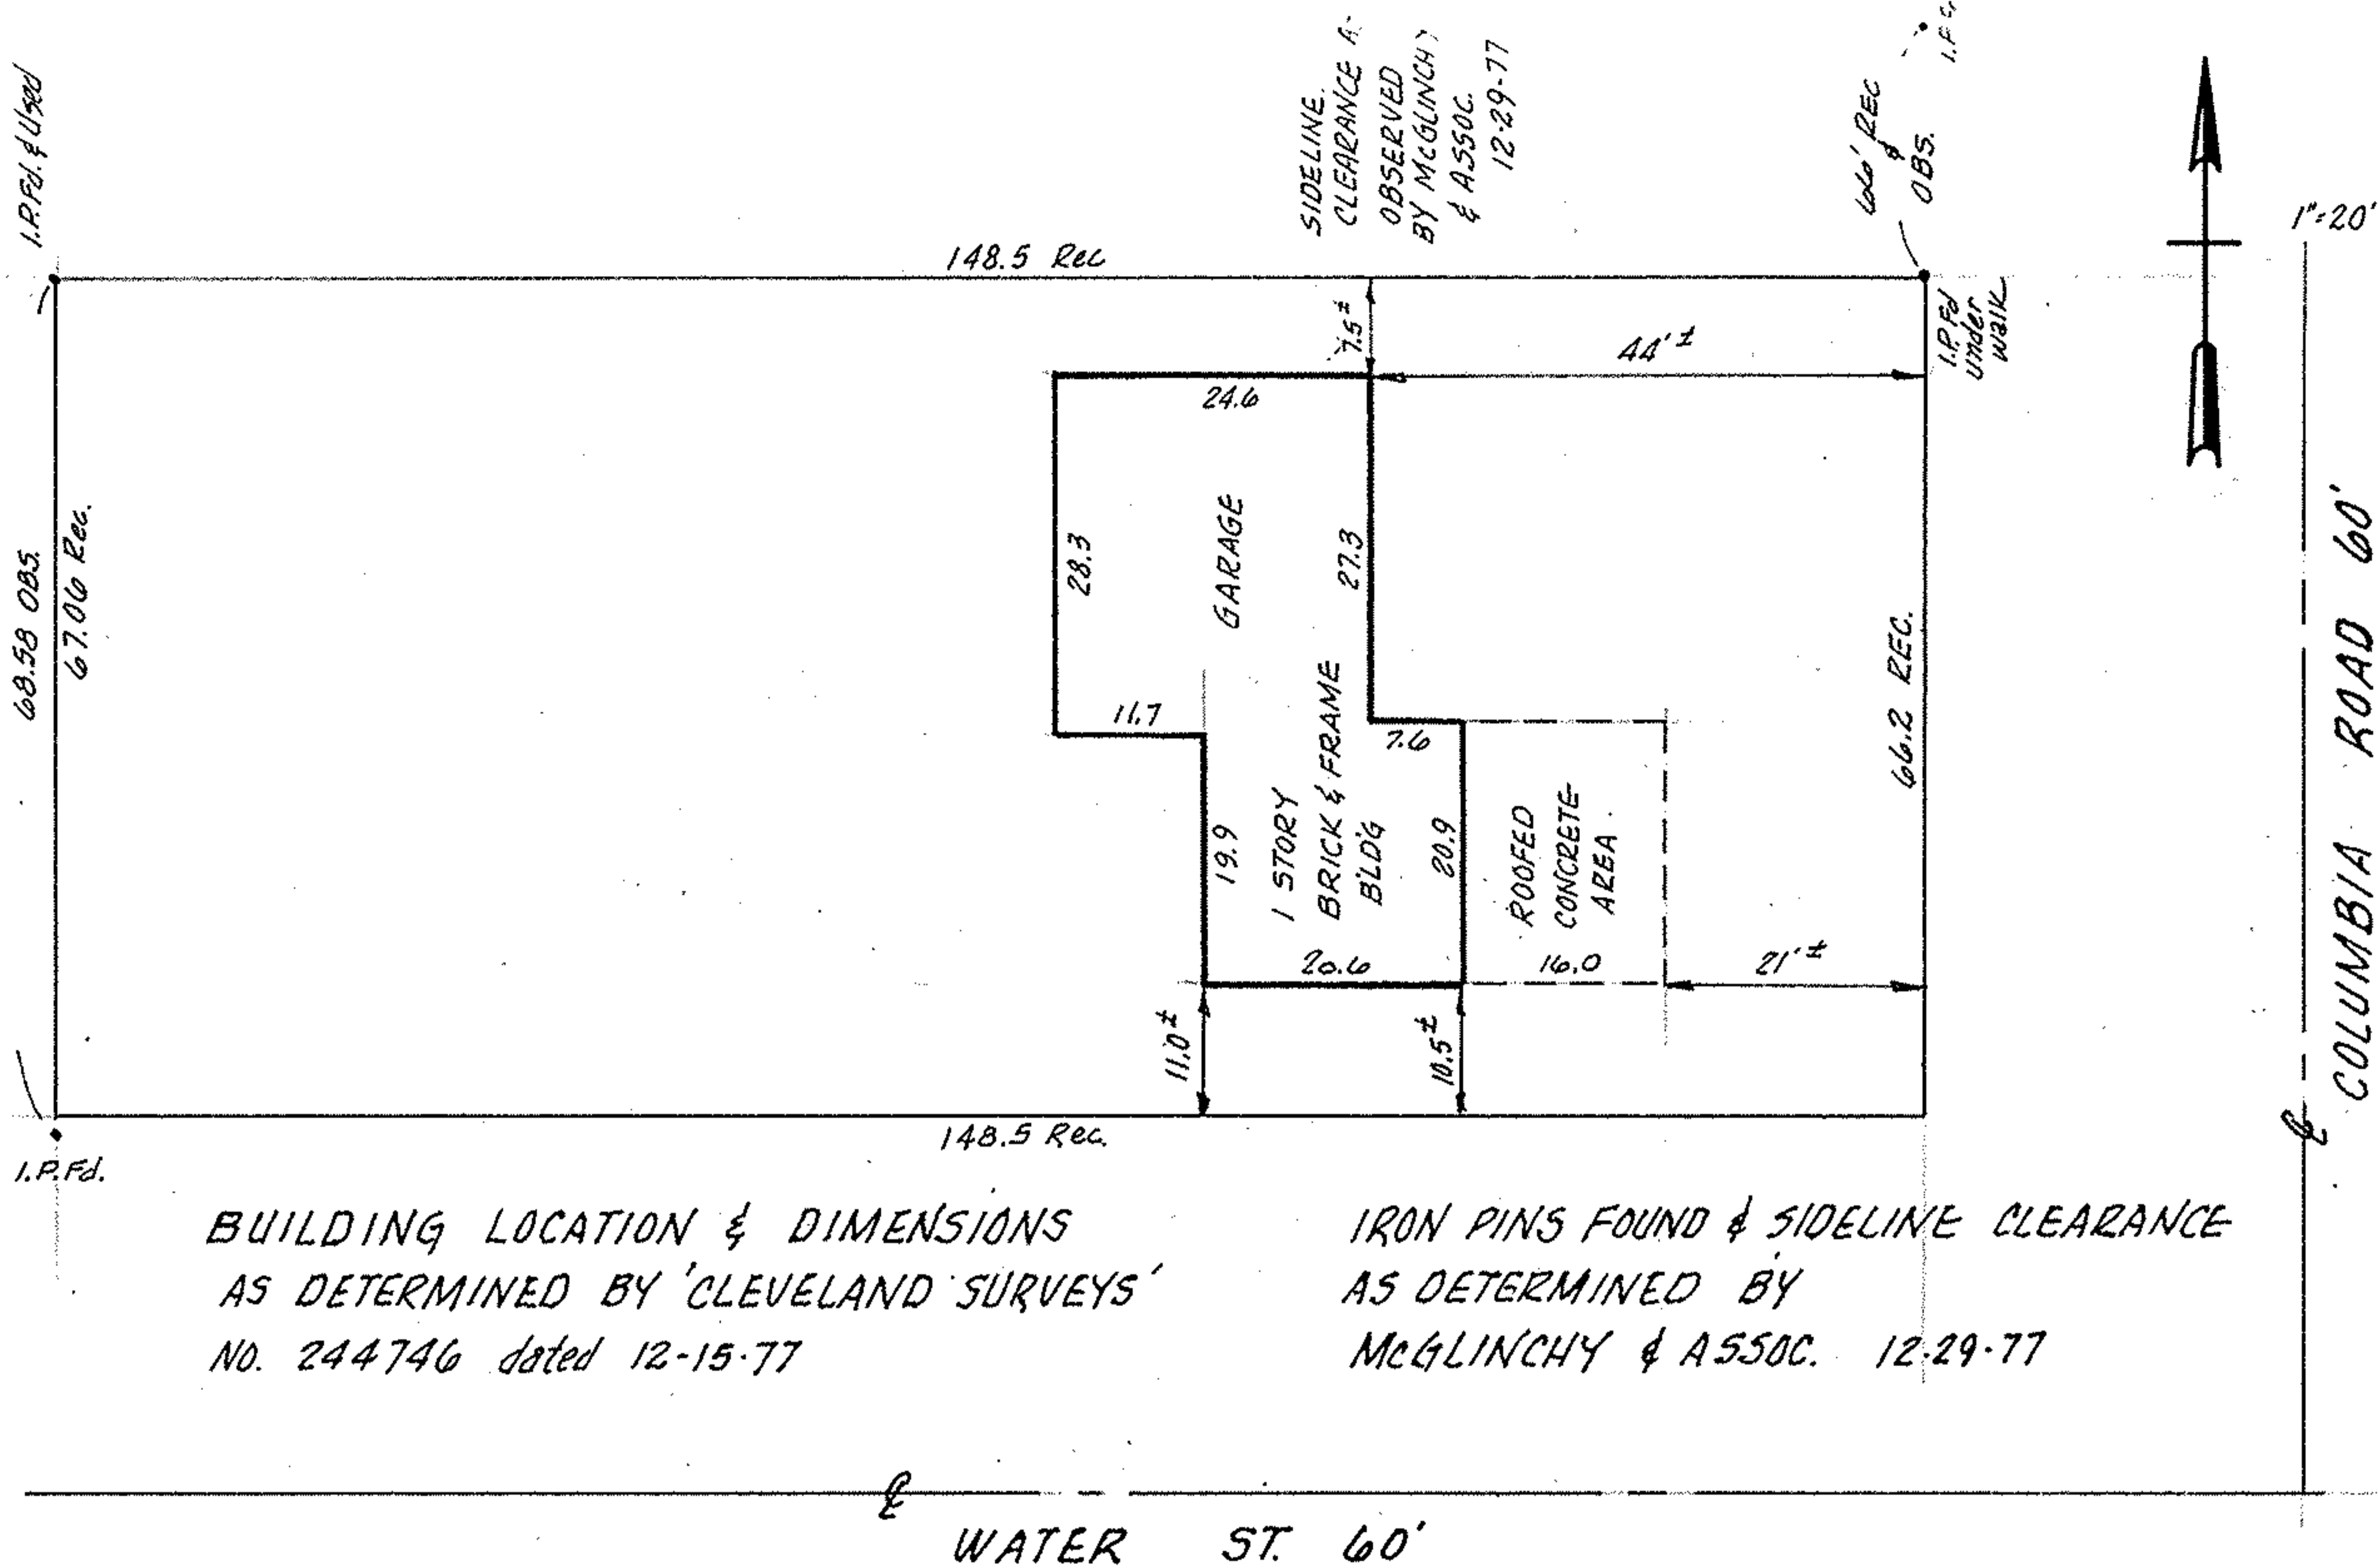 I.P.Fd. & Used
SIDELINE
CLEARANCE
OBSERVED
BY McGLINCHY
& ASSOC.
12-29-77
66' REC
&
OBS.
1"=20'
148.5 Rec
I.P.Fd
under
walk
7.5±
44'±
24.6
68.58 OBS.
67.06 Rec.
28.3
GARAGE
27.3
66.2 REC.
COLUMBIA ROAD 60'
11.7
7.6
19.9
1 STORY
BRICK & FRAME
BLD'G
20.9
ROOFED
CONCRETE
AREA
20.6
16.0
21'±
11.0±
10.5±
148.5 Rec.
I.P.Fd.
BUILDING LOCATION & DIMENSIONS
AS DETERMINED BY 'CLEVELAND SURVEYS'
NO. 244746 dated 12-15-77
IRON PINS FOUND & SIDELINE CLEARANCE
AS DETERMINED BY
McGLINCHY & ASSOC. 12-29-77
WATER ST. 60'